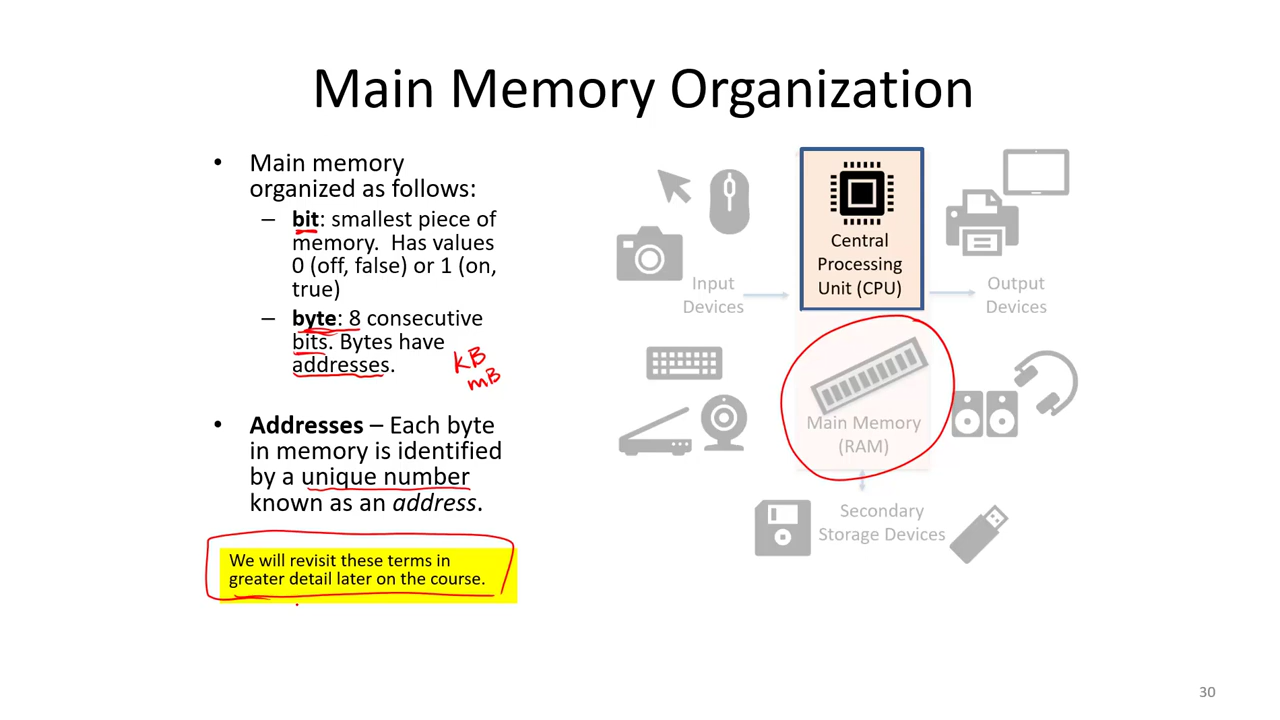 Main Memory Organization
• Main memory
organized as follows:
– bit: smallest piece of
memory. Has values
0 (off, false) or 1 (on,
true)
– byte: 8 consecutive
bits. Bytes have
addresses.
KB
mB
• Addresses – Each byte
in memory is identified
by a unique number
known as an address.
We will revisit these terms in
greater detail later on the course.
Central
Processing
Unit (CPU)
Input
Devices
Output
Devices
Main Memory
(RAM)
Secondary
Storage Devices
30